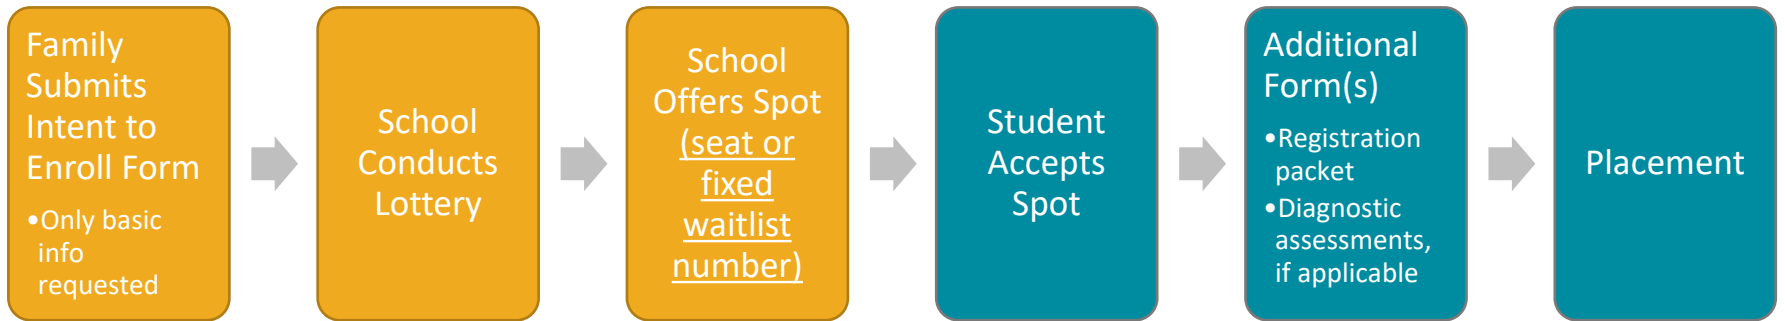 Family
Submits
Intent to
Enroll Form
•Only basic
info
requested
School
Conducts
Lottery
School
Offers Spot
(seat or
fixed
waitlist
number)
Student
Accepts
Spot
Additional
Form(s)
•Registration
packet
•Diagnostic
assessments,
if applicable
Placement